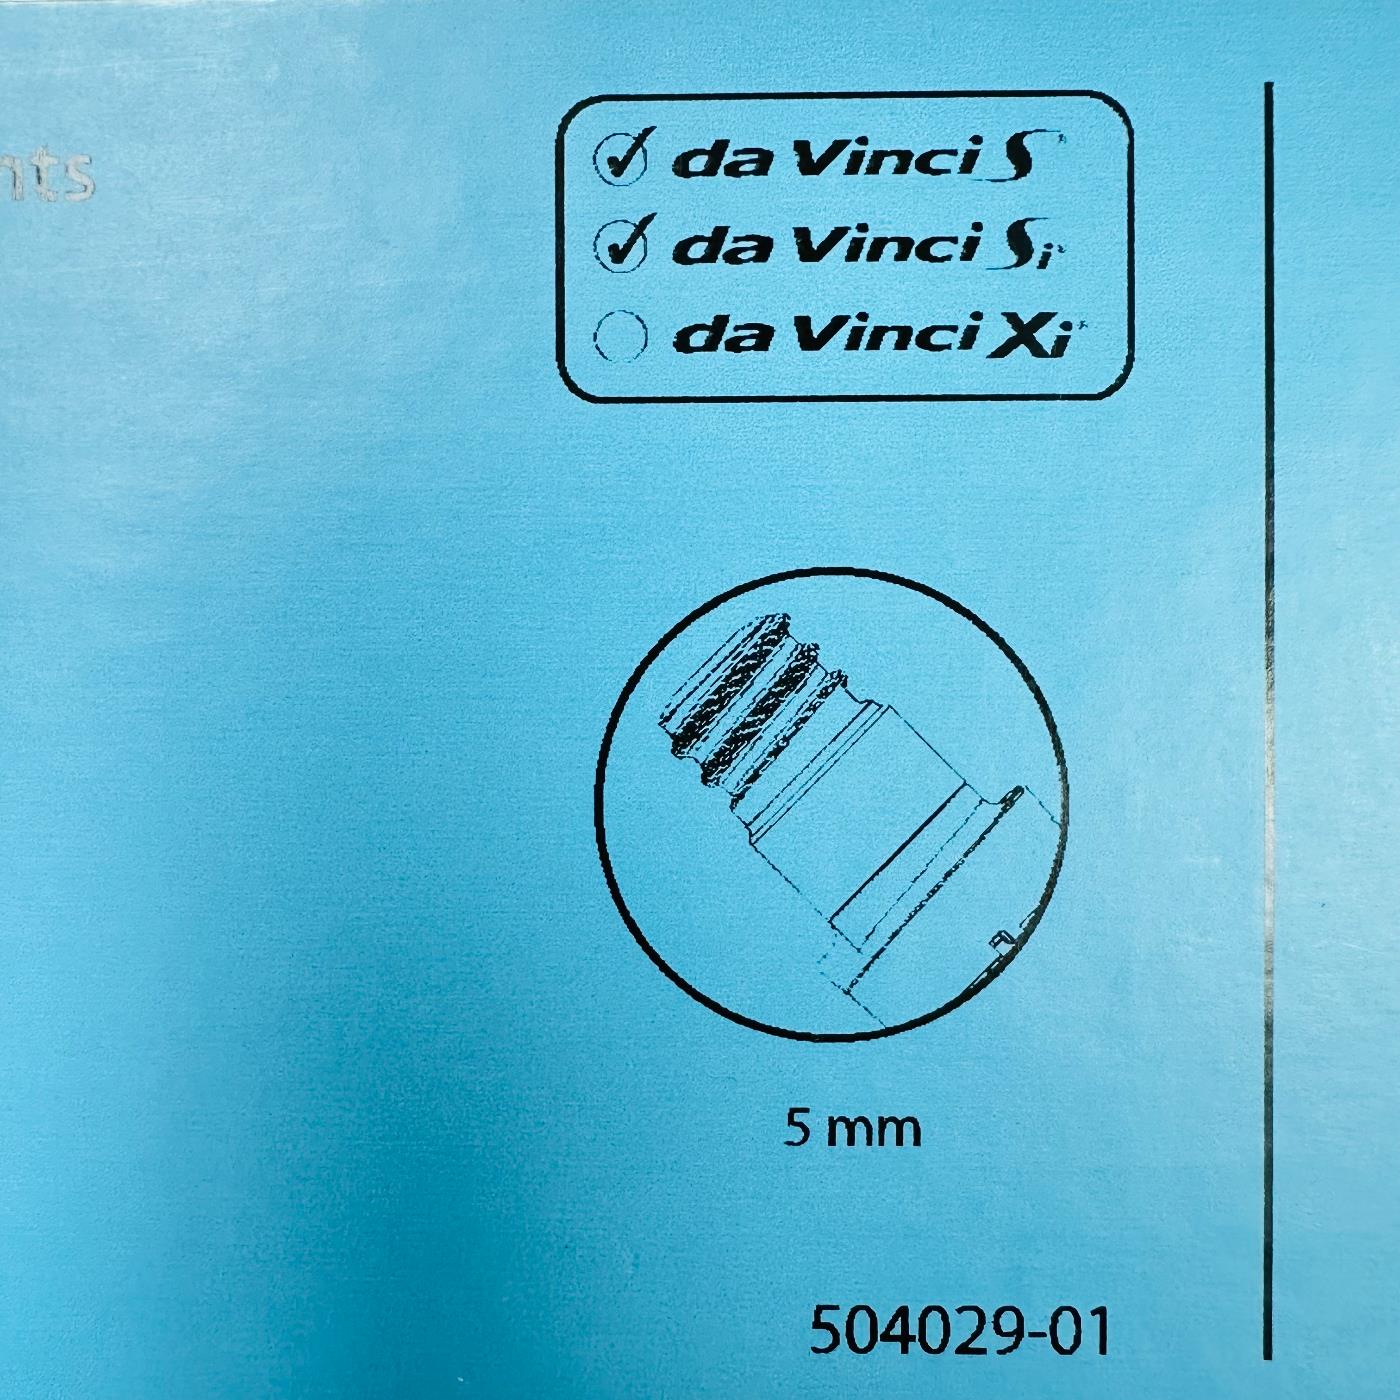 nts
da Vinci S
da Vinci Si
da Vinci Xi
5 mm
504029-01